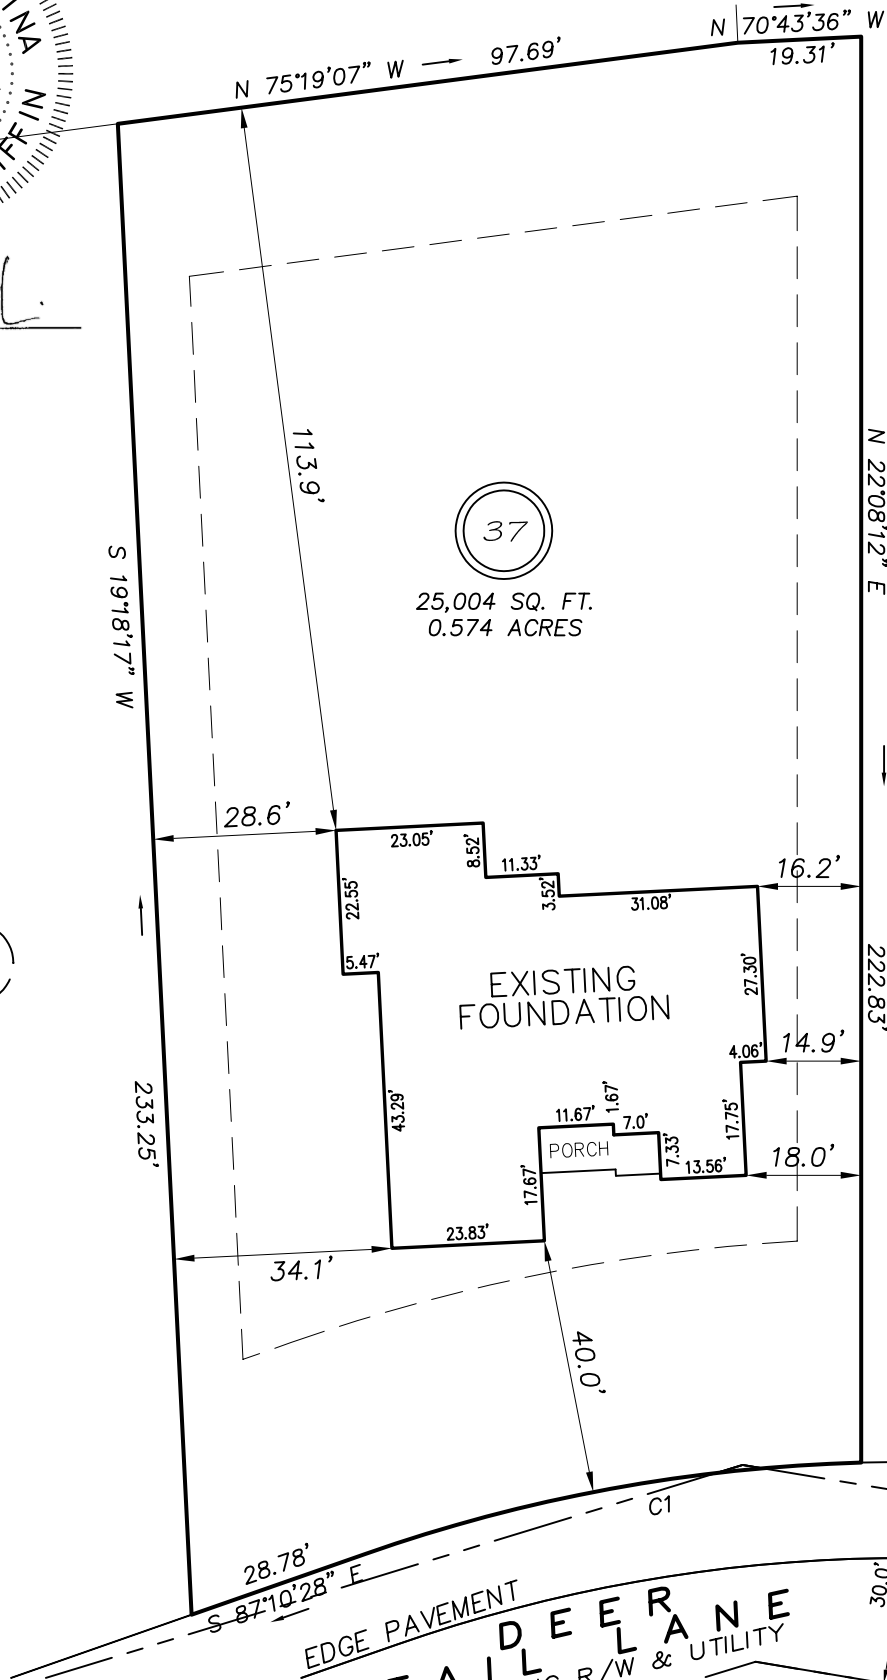 INA
FFIN
N 75°19'07" W
97.69'
N 70°43'36" W
19.31'
113.9'
N 22°08'12" E
37
25,004 SQ. FT.
0.574 ACRES
S 19°18'17" W
28.6'
23.05'
8.52'
11.33'
3.52'
31.08'
16.2'
22.55'
5.47'
EXISTING
FOUNDATION
27.30'
222.83'
4.06'
14.9'
43.29'
11.67'
1.67'
7.0'
PORCH
7.33'
17.75'
13.56'
18.0'
17.67'
233.25'
23.83'
34.1'
40.0'
C1
28.78'
S 87°10'28" E
EDGE PAVEMENT
30.0'
DEER
TAIL LANE
R/W & UTILITY